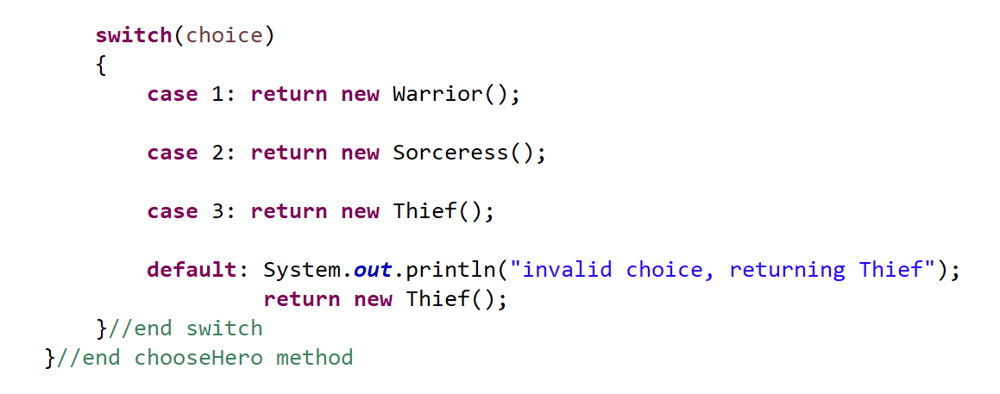 switch(choice)
{
case 1: return new Warrior();
case 2: return new Sorceress();
case 3: return new Thief();
default: System.out.println("invalid choice, returning Thief");
return new Thief();
}//end switch
}//end chooseHero method